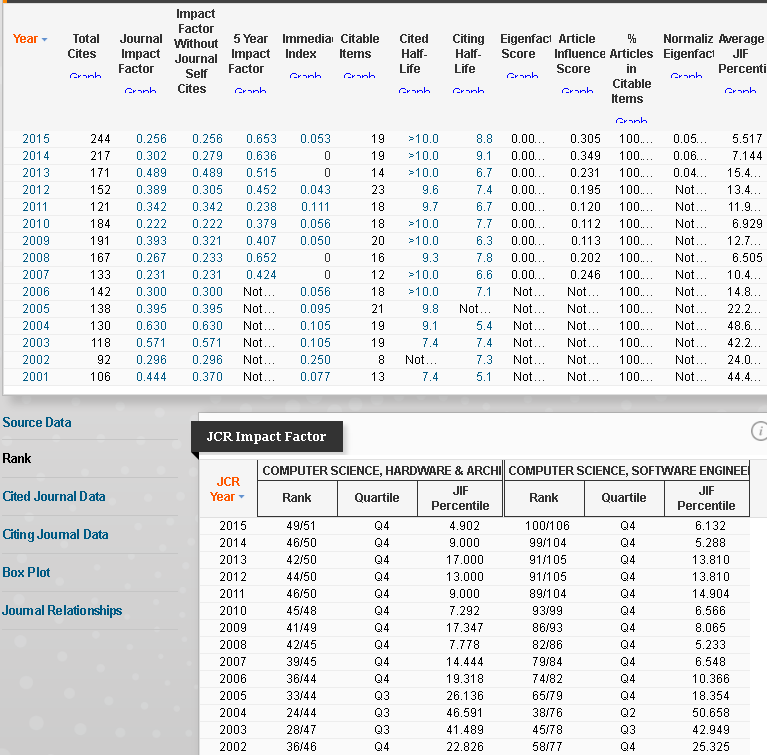 Year Total Cites Journal Impact Factor Impact Factor Without Journal Self Cites 5 Year Impact Factor Immedia Index Citable Items Cited Half-Life Citing Half-Life Eigenfact Score Article Influence Score % Articles in Citable Items Normaliz Eigenfact Average JIF Percenti
Graph Graph Graph Graph Graph Graph Graph Graph Graph Graph Graph Graph
2015 244 0.256 0.256 0.653 0.053 19 >10.0 8.8 0.00... 0.305 100.... 0.05... 5.517
2014 217 0.302 0.279 0.636 0 19 >10.0 9.1 0.00... 0.349 100.... 0.06... 7.144
2013 171 0.489 0.489 0.515 0 14 >10.0 6.7 0.00... 0.231 100.... 0.04... 15.4...
2012 152 0.389 0.305 0.452 0.043 23 9.6 7.4 0.00... 0.195 100.... Not... 13.4...
2011 121 0.342 0.342 0.238 0.111 18 9.7 6.7 0.00... 0.120 100.... Not... 11.9...
2010 184 0.222 0.222 0.379 0.056 18 >10.0 7.7 0.00... 0.112 100.... Not... 6.929
2009 191 0.393 0.321 0.407 0.050 20 >10.0 6.3 0.00... 0.113 100.... Not... 12.7...
2008 167 0.267 0.233 0.652 0 16 9.3 7.8 0.00... 0.202 100.... Not... 6.505
2007 133 0.231 0.231 0.424 0 12 >10.0 6.6 0.00... 0.246 100.... Not... 10.4...
2006 142 0.300 0.300 Not... 0.056 18 >10.0 7.1 Not... Not... 100.... Not... 14.8...
2005 138 0.395 0.395 Not... 0.095 21 9.8 Not... Not... Not... 100.... Not... 22.2...
2004 130 0.630 0.630 Not... 0.105 19 9.1 5.4 Not... Not... 100.... Not... 48.6...
2003 118 0.571 0.571 Not... 0.105 19 7.4 7.4 Not... Not... 100.... Not... 42.2...
2002 92 0.296 0.296 Not... 0.250 8 Not... 7.3 Not... Not... 100.... Not... 24.0...
2001 106 0.444 0.370 Not... 0.077 13 7.4 5.1 Not... Not... 100.... Not... 44.4...
Source Data
Rank
Cited Journal Data
Citing Journal Data
Box Plot
Journal Relationships
JCR Impact Factor
i
JCR Year
COMPUTER SCIENCE, HARDWARE & ARCHI COMPUTER SCIENCE, SOFTWARE ENGINEE
Rank Quartile JIF Percentile Rank Quartile JIF Percentile
2015 49/51 Q4 4.902 100/106 Q4 6.132
2014 46/50 Q4 9.000 99/104 Q4 5.288
2013 42/50 Q4 17.000 91/105 Q4 13.810
2012 44/50 Q4 13.000 91/105 Q4 13.810
2011 46/50 Q4 9.000 89/104 Q4 14.904
2010 45/48 Q4 7.292 93/99 Q4 6.566
2009 41/49 Q4 17.347 86/93 Q4 8.065
2008 42/45 Q4 7.778 82/86 Q4 5.233
2007 39/45 Q4 14.444 79/84 Q4 6.548
2006 36/44 Q4 19.318 74/82 Q4 10.366
2005 33/44 Q3 26.136 65/79 Q4 18.354
2004 24/44 Q3 46.591 38/76 Q2 50.658
2003 28/47 Q3 41.489 45/78 Q3 42.949
2002 36/46 Q4 22.826 58/77 Q4 25.325